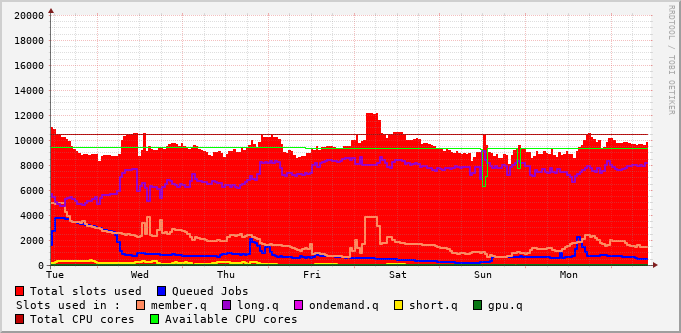 RRDTOOL / TOBI OETIKER
20000
18000
16000
14000
12000
10000
8000
6000
4000
2000
0
Tue Wed Thu Fri Sat Sun Mon
Total slots used Queued Jobs
Slots used in : member.q long.q ondemand.q short.q gpu.q
Total CPU cores Available CPU cores